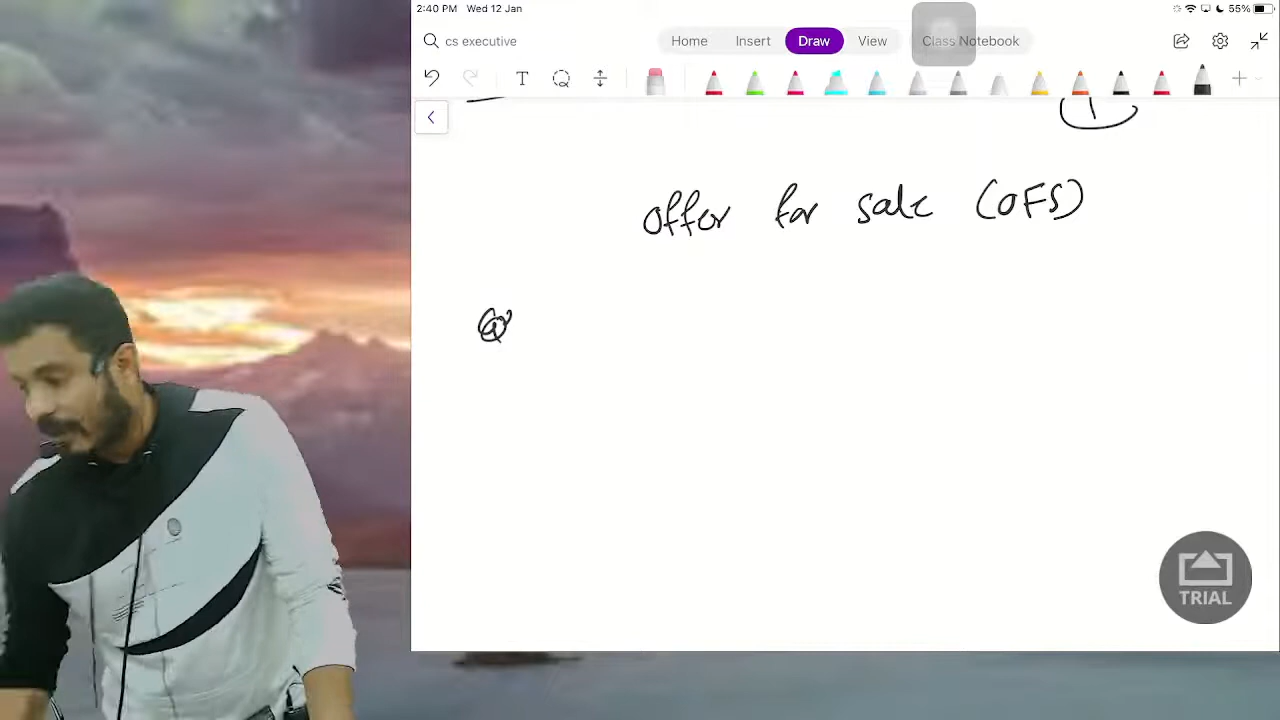 2:40 PM Wed 12 Jan
55%
cs executive
Home Insert Draw View Class Notebook
T
offer for sale (OFS)
TRIAL